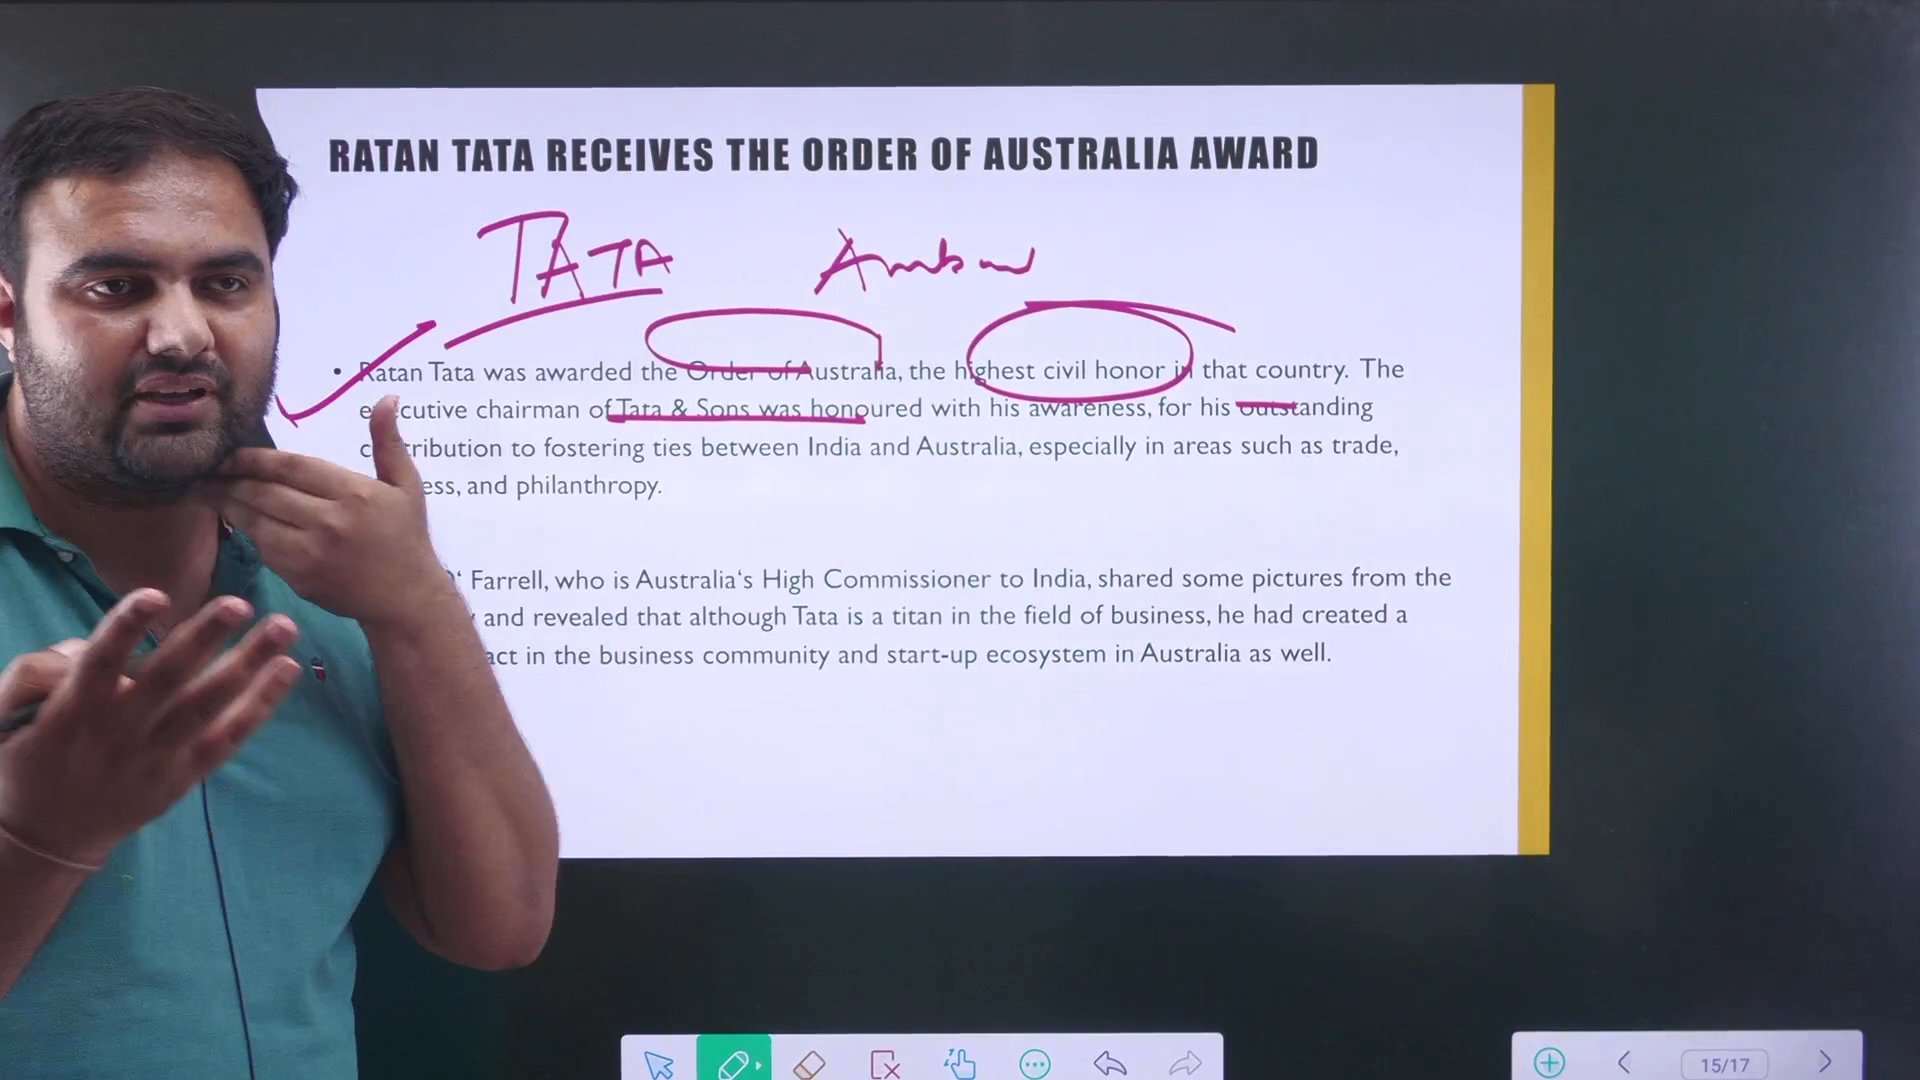 RATAN TATA RECEIVES THE ORDER OF AUSTRALIA AWARD
TATA
• Ratan Tata was awarded the Order of Australia, the highest civil honor in that country. The
executive chairman of Tata & Sons was honoured with his awareness, for his outstanding
contribution to fostering ties between India and Australia, especially in areas such as trade,
ess, and philanthropy.
' Farrell, who is Australia's High Commissioner to India, shared some pictures from the
and revealed that although Tata is a titan in the field of business, he had created a
act in the business community and start-up ecosystem in Australia as well.
15/17